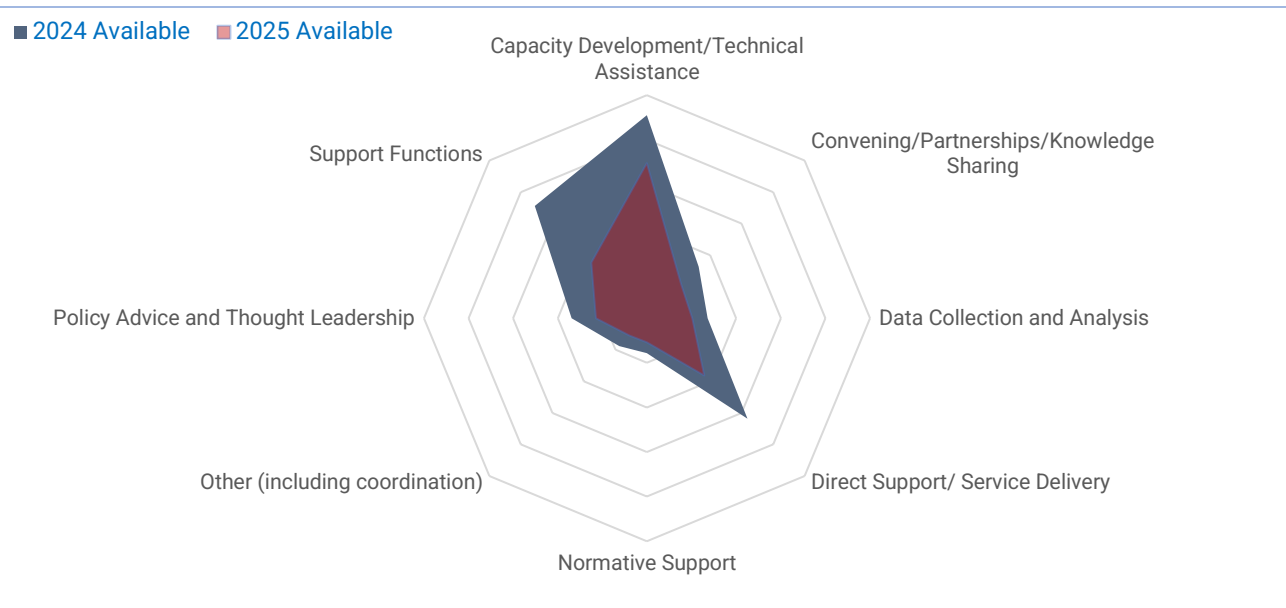 2024 Available
2025 Available
Capacity Development/Technical
Assistance
Convening/Partnerships/Knowledge
Sharing
Support Functions
Policy Advice and Thought Leadership
Data Collection and Analysis
Other (including coordination)
Direct Support/ Service Delivery
Normative Support